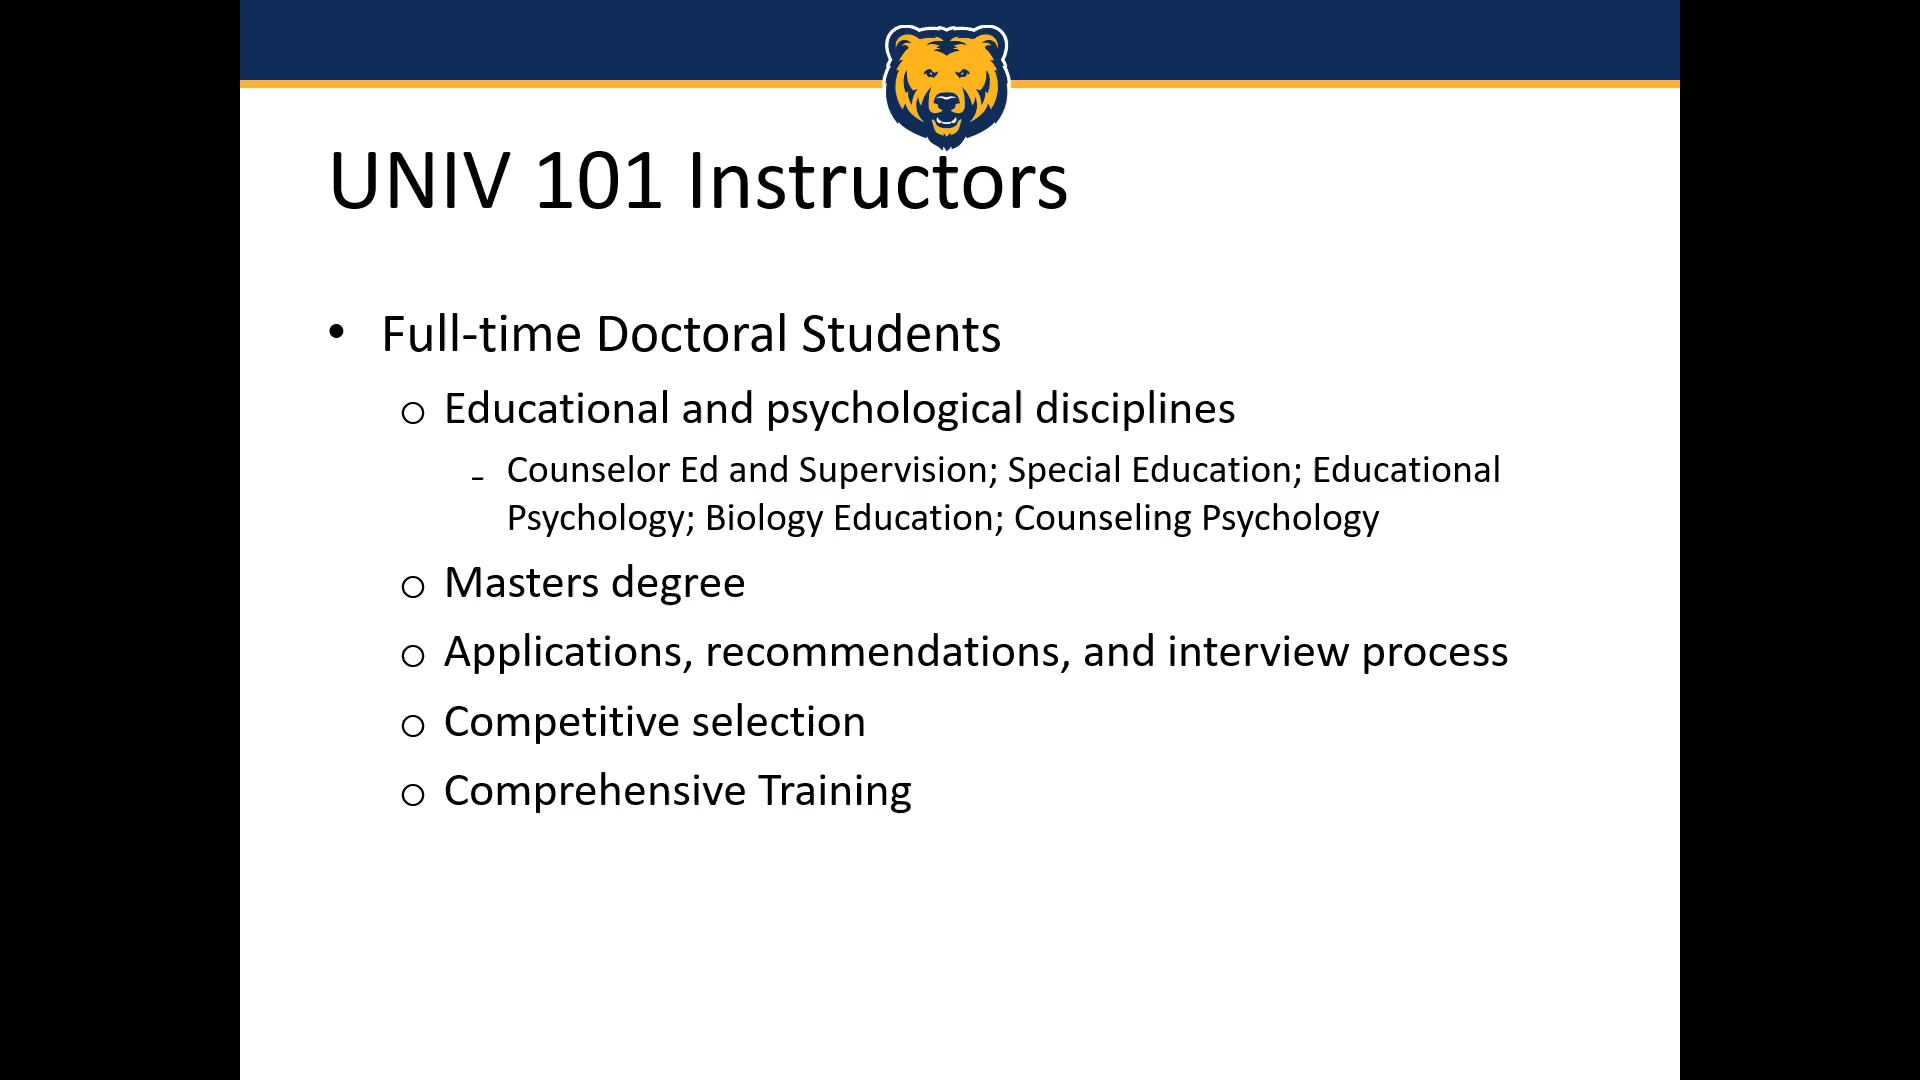 UNIV 101 Instructors
• Full-time Doctoral Students
o Educational and psychological disciplines
- Counselor Ed and Supervision; Special Education; Educational
Psychology; Biology Education; Counseling Psychology
o Masters degree
o Applications, recommendations, and interview process
o Competitive selection
o Comprehensive Training